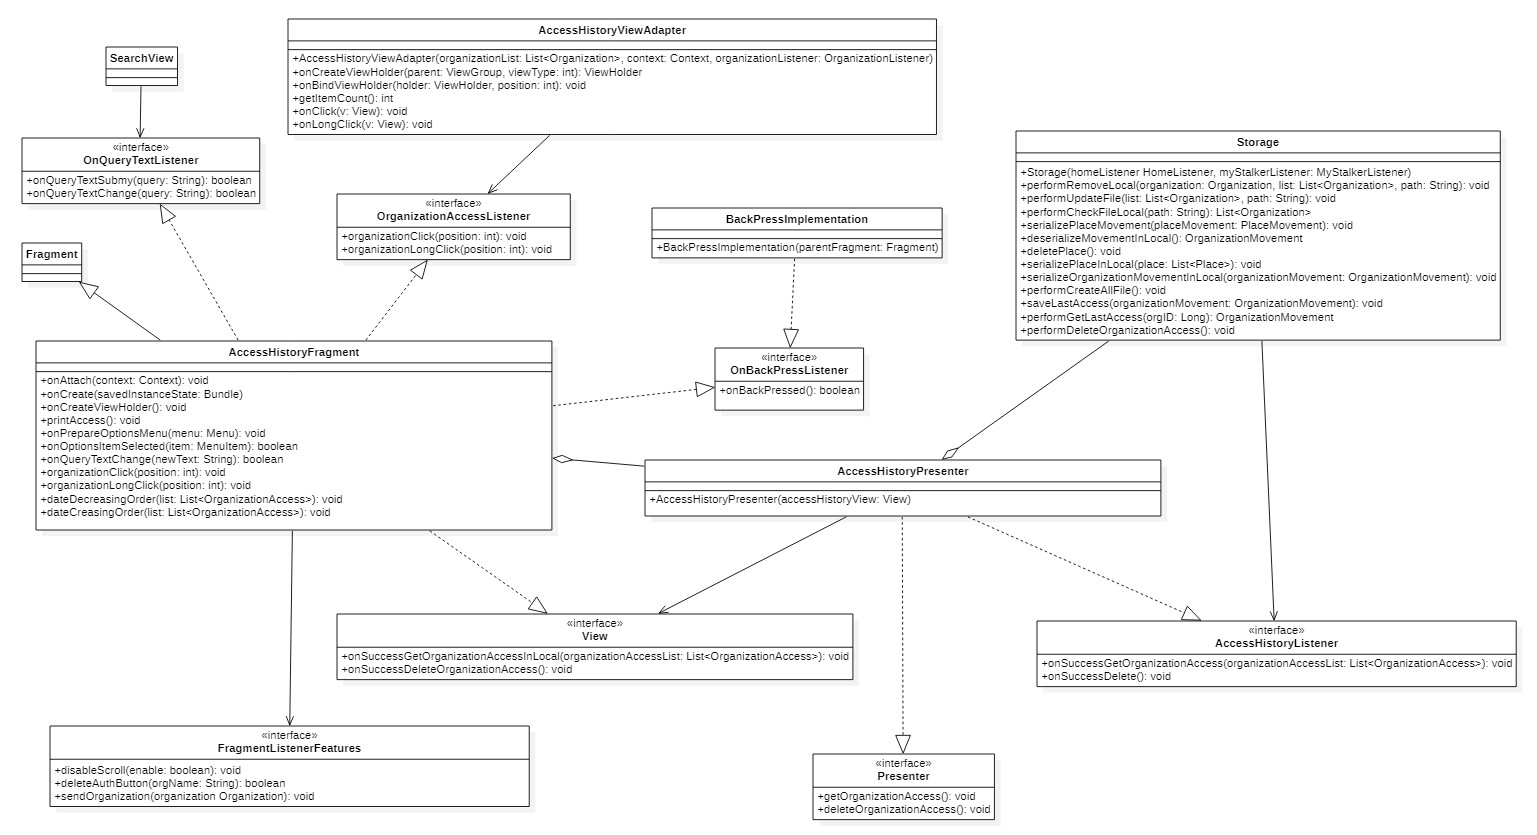 AccessHistoryViewAdapter
+AccessHistoryViewAdapter(organizationList: List<Organization>, context: Context, organizationListener: OrganizationListener)
+onCreateViewHolder(parent: ViewGroup, viewType: int): ViewHolder
+onBindViewHolder(holder: ViewHolder, position: int): void
+getItemCount(): int
+onClick(v: View): void
+onLongClick(v: View): void
SearchView
«interface»
OnQueryTextListener
+onQueryTextSubmy(query: String): boolean
+onQueryTextChange(query: String): boolean
«interface»
OrganizationAccessListener
+organizationClick(position: int): void
+organizationLongClick(position: int): void
BackPressImplementation
+BackPressImplementation(parentFragment: Fragment)
Storage
+Storage(homeListener HomeListener, myStalkerListener: MyStalkerListener)
+performRemoveLocal(organization: Organization, list: List<Organization>, path: String): void
+performUpdateFile(list: List<Organization>, path: String): void
+performCheckFileLocal(path: String): List<Organization>
+serializePlaceMovement(placeMovement: PlaceMovement): void
+deserializeMovementInLocal(): OrganizationMovement
+deletePlace(): void
+serializePlaceInLocal(place: List<Place>): void
+serializeOrganizationMovementInLocal(organizationMovement: OrganizationMovement): void
+performCreateAllFile(): void
+saveLastAccess(organizationMovement: OrganizationMovement): void
+performGetLastAccess(orgID: Long): OrganizationMovement
+performDeleteOrganizationAccess(): void
Fragment
AccessHistoryFragment
+onAttach(context: Context): void
+onCreate(savedInstanceState: Bundle)
+onCreateViewHolder(): void
+printAccess(): void
+onPrepareOptionsMenu(menu: Menu): void
+onOptionsItemSelected(item: MenuItem): boolean
+onQueryTextChange(newText: String): boolean
+organizationClick(position: int): void
+organizationLongClick(position: int): void
+dateDecreasingOrder(list: List<OrganizationAccess>): void
+dateCreasingOrder(list: List<OrganizationAccess>): void
«interface»
OnBackPressListener
+onBackPressed(): boolean
AccessHistoryPresenter
+AccessHistoryPresenter(accessHistoryView: View)
«interface»
View
+onSuccessGetOrganizationAccessInLocal(organizationAccessList: List<OrganizationAccess>): void
+onSuccessDeleteOrganizationAccess(): void
«interface»
AccessHistoryListener
+onSuccessGetOrganizationAccess(organizationAccessList: List<OrganizationAccess>): void
+onSuccessDelete(): void
«interface»
FragmentListenerFeatures
+disableScroll(enable: boolean): void
+deleteAuthButton(orgName: String): boolean
+sendOrganization(organization Organization): void
«interface»
Presenter
+getOrganizationAccess(): void
+deleteOrganizationAccess(): void